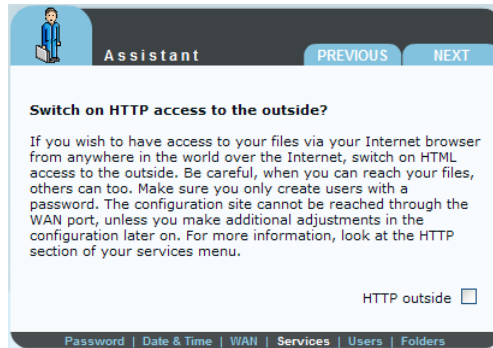 Assistant PREVIOUS NEXT
Switch on HTTP access to the outside?
If you wish to have access to your files via your Internet browser
from anywhere in the world over the Internet, switch on HTML
access to the outside. Be careful, when you can reach your files,
others can too. Make sure you only create users with a
password. The configuration site cannot be reached through the
WAN port, unless you make additional adjustments in the
configuration later on. For more information, look at the HTTP
section of your services menu.
HTTP outside
Password | Date & Time | WAN | Services | Users | Folders